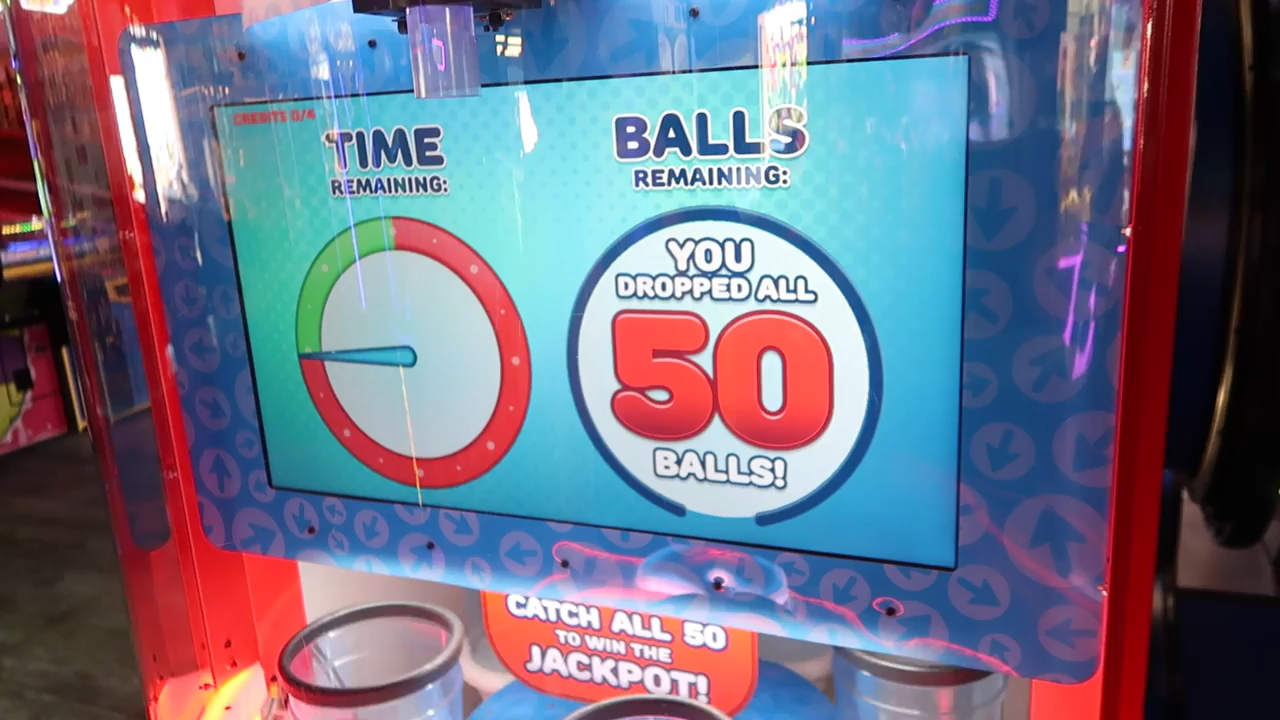 CREDITS 0/4
TIME
REMAINING:
BALLS
REMAINING:
YOU
DROPPED ALL
50
BALLS!
CATCH ALL 50
TO WIN THE
JACKPOT!